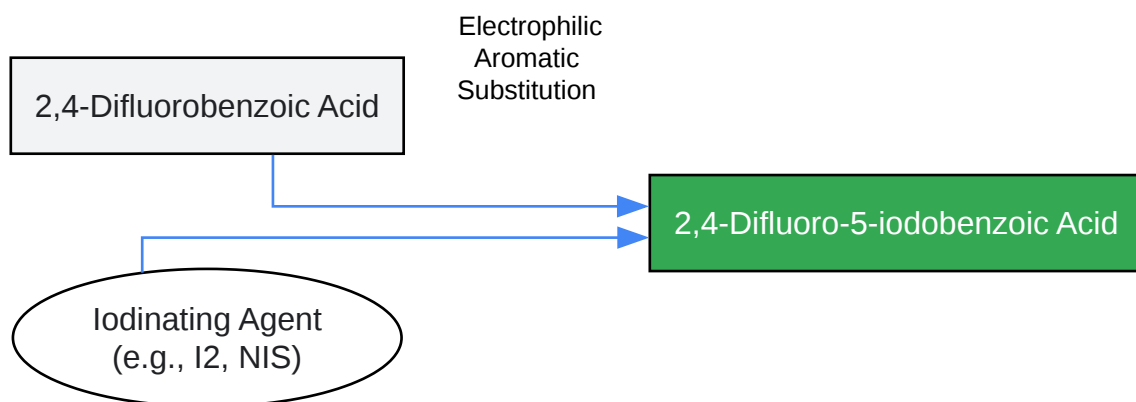 Electrophilic
Aromatic
Substitution
2,4-Difluorobenzoic Acid
2,4-Difluoro-5-iodobenzoic Acid
Iodinating Agent
(e.g., I2, NIS)